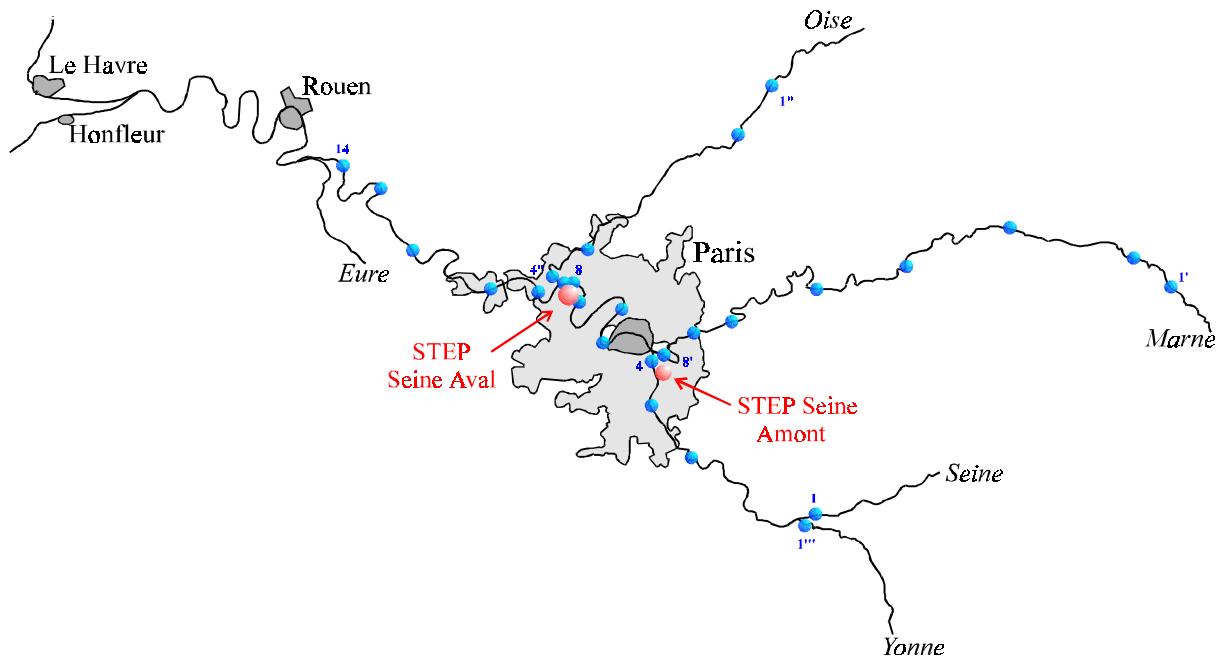 Oise
Le Havre
Rouen
1"
Honfleur
14
Paris
Eure
4"
8
1'
Marne
STEP
Seine Aval
4
8'
STEP Seine
Amont
Seine
1
1'''
Yonne